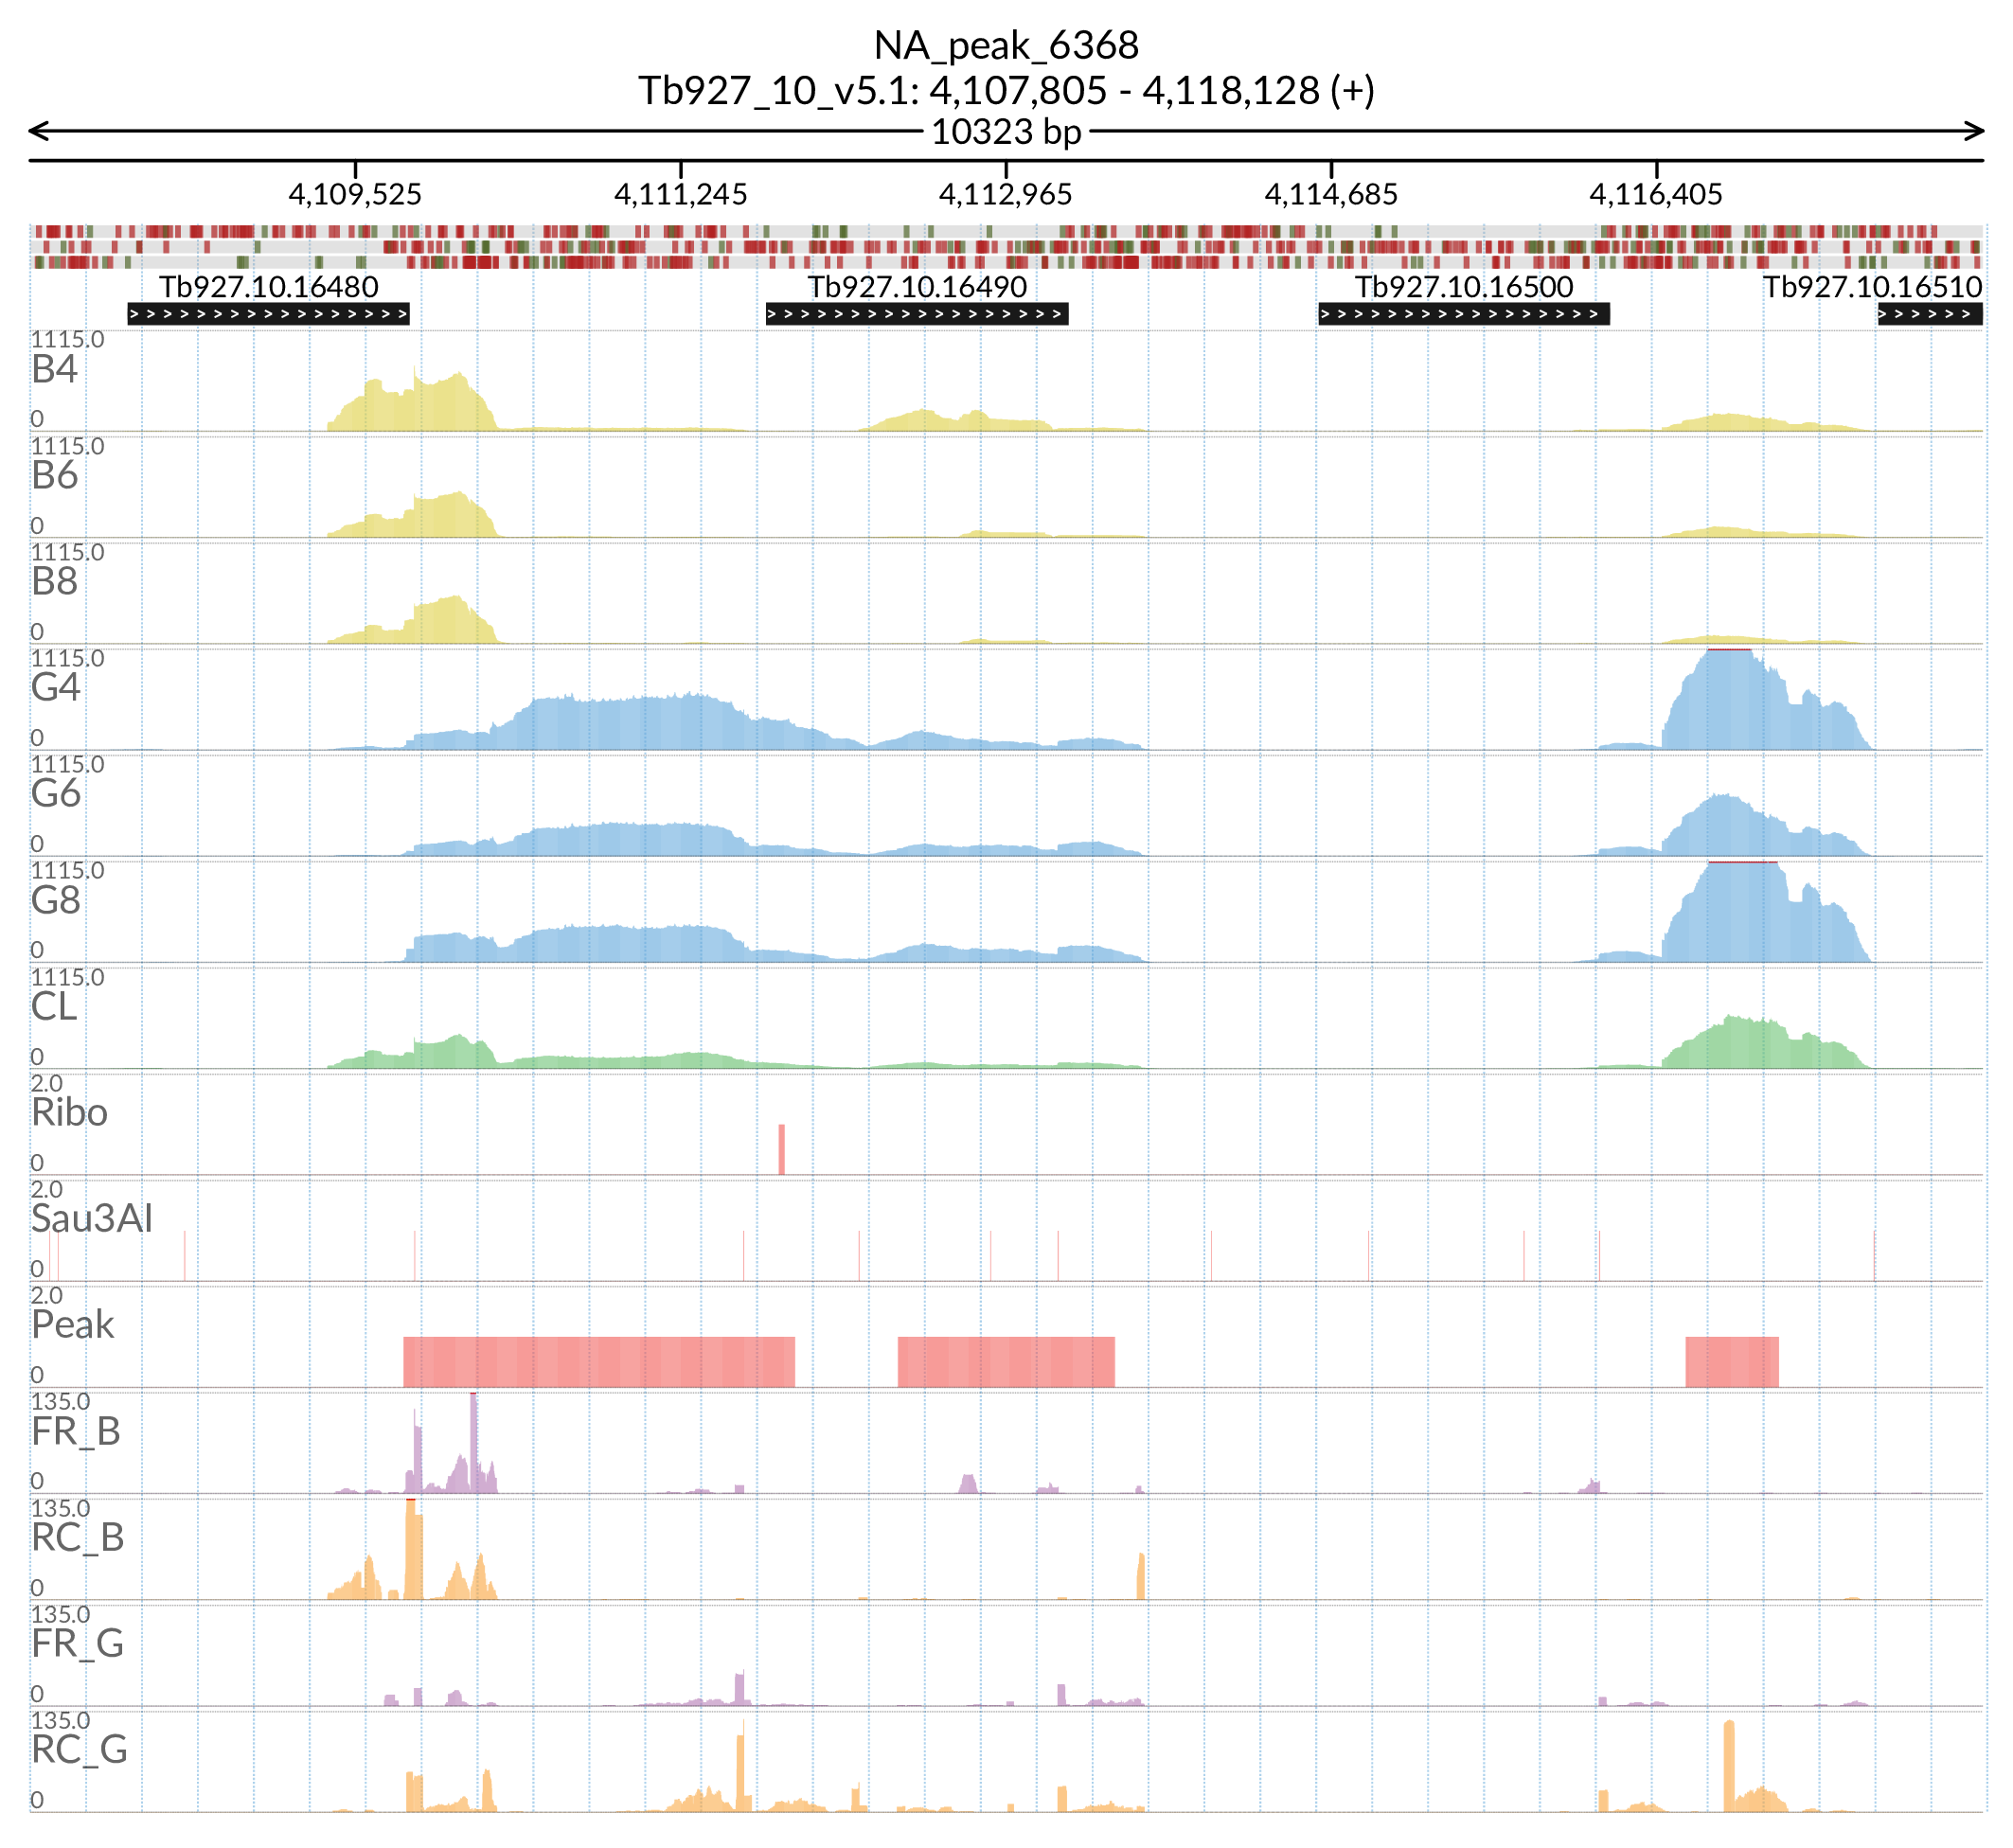 NA_peak_6368
Tb927_10_v5.1: 4,107,805 - 4,118,128 (+)
10323 bp
4,109,525 4,111,245 4,112,965 4,114,685 4,116,405
Tb927.10.16480 Tb927.10.16490 Tb927.10.16500 Tb927.10.16510
1115.0
B4
0
1115.0
B6
0
1115.0
B8
0
1115.0
G4
0
1115.0
G6
0
1115.0
G8
0
1115.0
CL
0
2.0
Ribo
0
2.0
Sau3AI
0
2.0
Peak
0
135.0
FR_B
0
135.0
RC_B
0
135.0
FR_G
0
135.0
RC_G
0